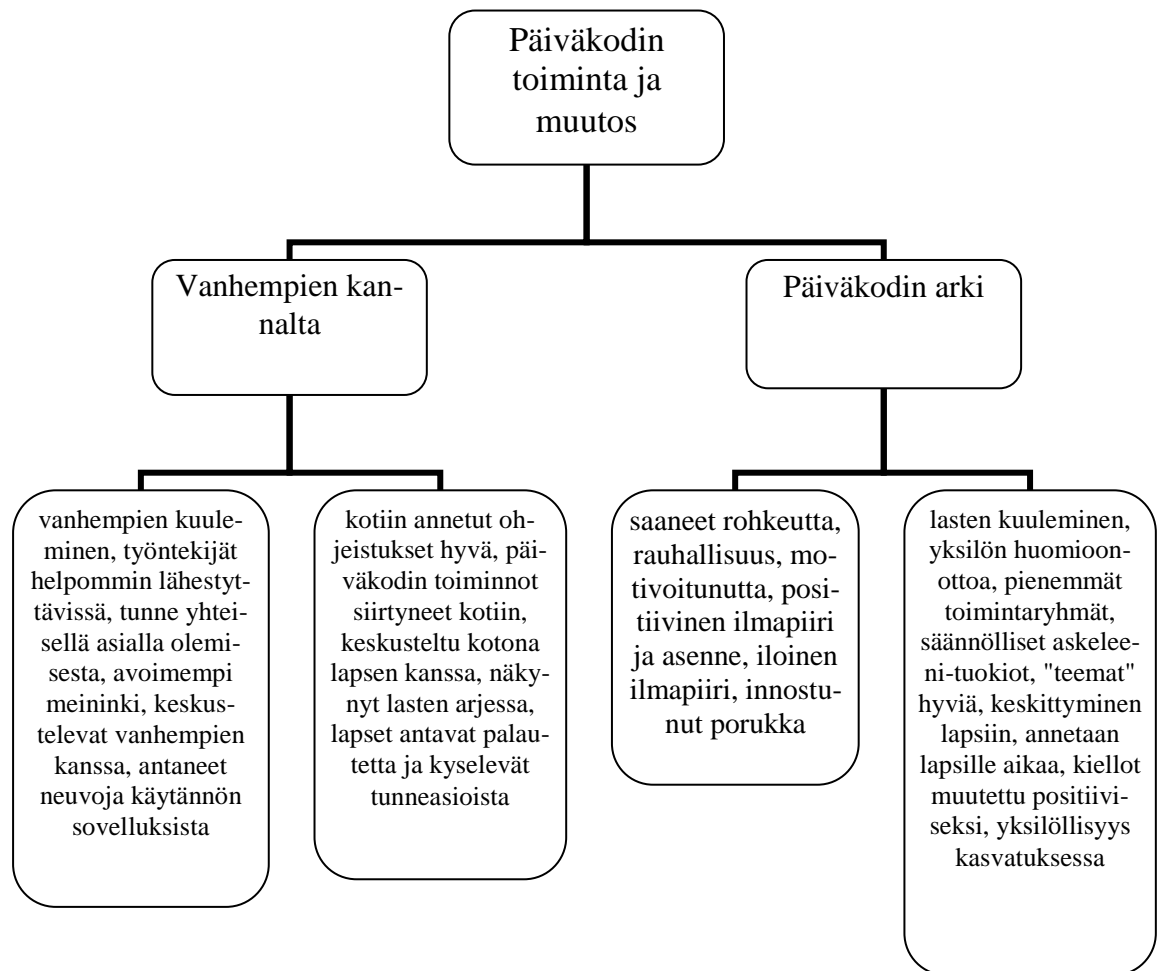 Päiväkodin
toiminta ja
muutos
Vanhempien kan-
nalta
Päiväkodin arki
vanhempien kuule-
minen, työntekijät
helpommin lähestyt-
tävissä, tunne yhtei-
sellä asialla olemi-
sesta, avoimempi
meininki, keskus-
televat vanhempien
kanssa, antaneet
neuvoja käytännön
sovelluksista
kotiin annetut oh-
jeistukset hyvä, päi-
väkodin toiminnot
siirtyneet kotiin,
keskusteltu kotona
lapsen kanssa, näky-
nyt lasten arjessa,
lapset antavat palau-
tetta ja kyselevät
tunneasioista
saaneet rohkeutta,
rauhallisuus, mo-
tivoitunutta, posi-
tiivinen ilmapiiri
ja asenne, iloinen
ilmapiiri, innostu-
nut porukka
lasten kuuleminen,
yksilön huomioon-
ottoa, pienemmät
toimintaryhmät,
säännölliset askelee-
ni-tuokiot, "teemat"
hyviä, keskittyminen
lapsiin, annetaan
lapsille aikaa, kiellot
muutettu positiivi-
seksi, yksilöllisyys
kasvatuksessa